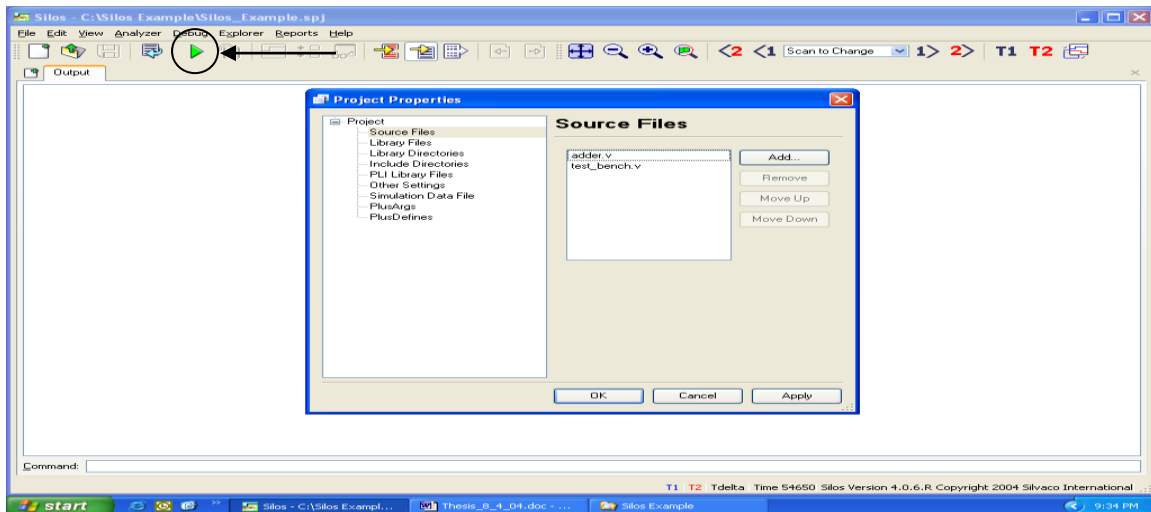 Silos - C:\Silos Example\Silos_Example.spj
File Edit View Analyzer Debug Explorer Reports Help
<2 <1 Scan to Change 1> 2> T1 T2
Output
Project Properties
Project
Source Files
Library Files
Library Directories
Include Directories
PLI Library Files
Other Settings
Simulation Data File
PlusArgs
PlusDefines
Source Files
adder.v
test_bench.v
Add...
Remove
Move Up
Move Down
OK Cancel Apply
Command:
T1 T2 Tdelta Time 54650 Silos Version 4.0.6.R Copyright 2004 Silvaco International
start Silos - C:\Silos Exampl... Thesis_8_4_04.doc - ... Silos Example 9:34 PM